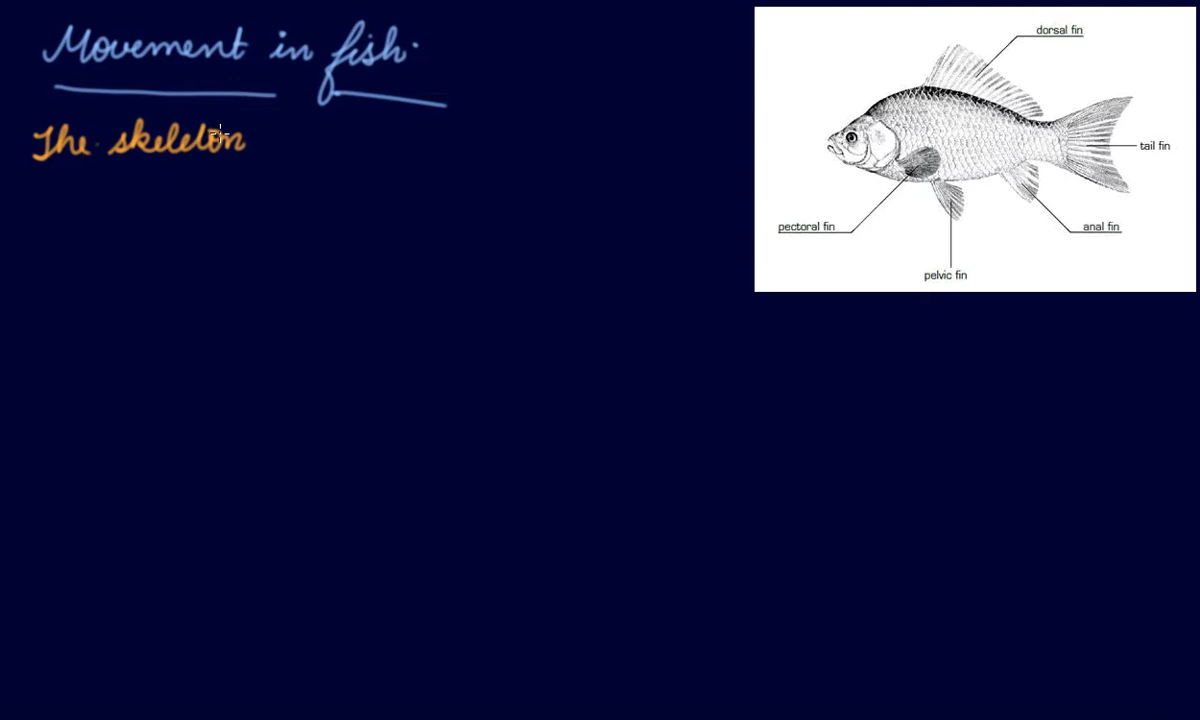 Movement in fish.
The skeleton
dorsal fin
tail fin
pectoral fin
anal fin
pelvic fin